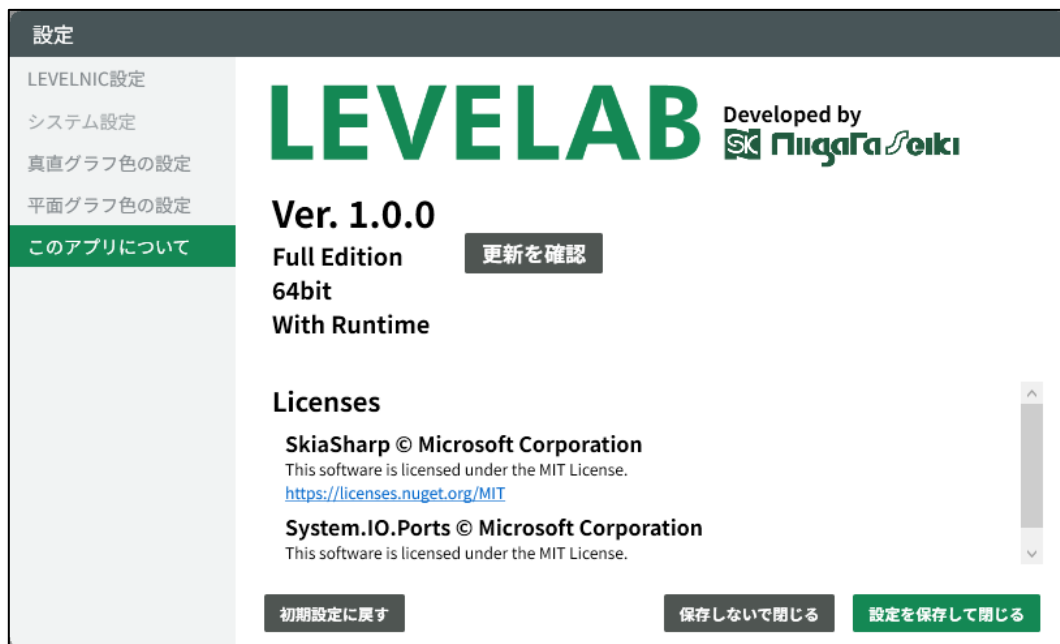 設定
LEVELNIC設定
システム設定
真直グラフ色の設定
平面グラフ色の設定
このアプリについて
LEVELAB
Developed by
SK Niigata Seiki
Ver. 1.0.0
Full Edition
64bit
With Runtime
更新を確認
Licenses
SkiaSharp © Microsoft Corporation
This software is licensed under the MIT License.
https://licenses.nuget.org/MIT
System.IO.Ports © Microsoft Corporation
This software is licensed under the MIT License.
初期設定に戻す
保存しないで閉じる
設定を保存して閉じる